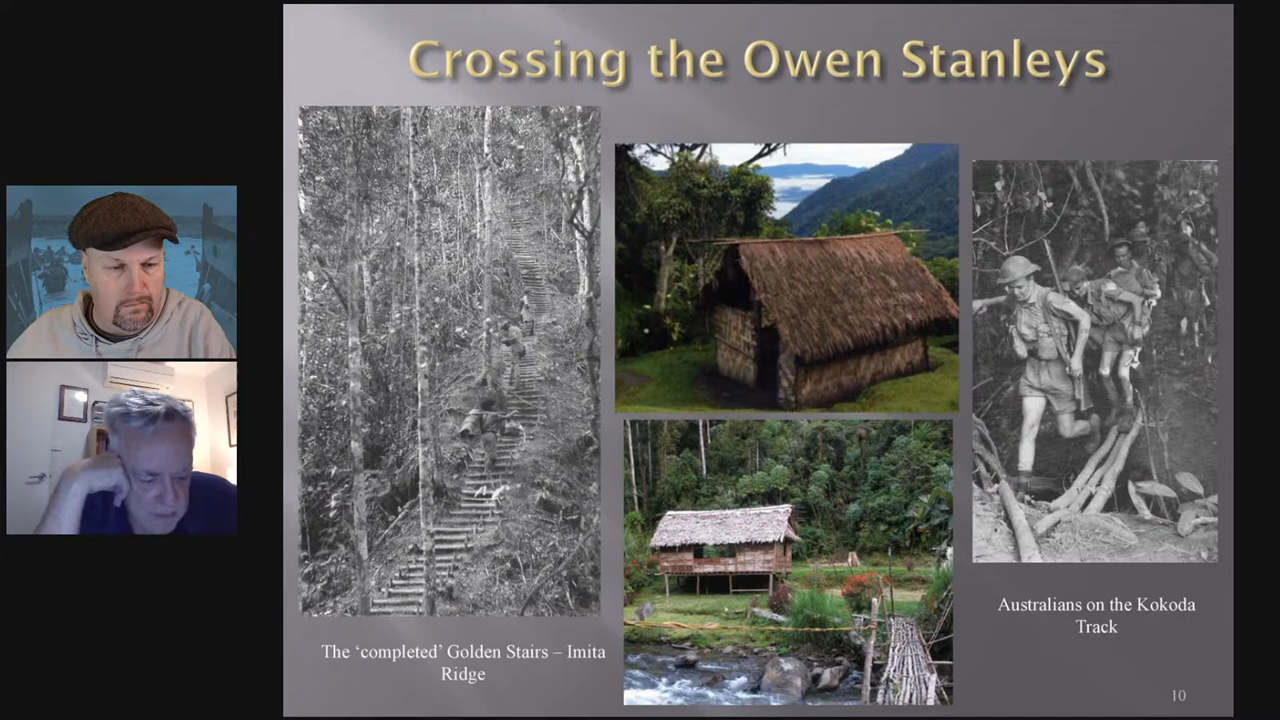 Crossing the Owen Stanleys
The ‘completed’ Golden Stairs – Imita
Ridge
Australians on the Kokoda
Track
10